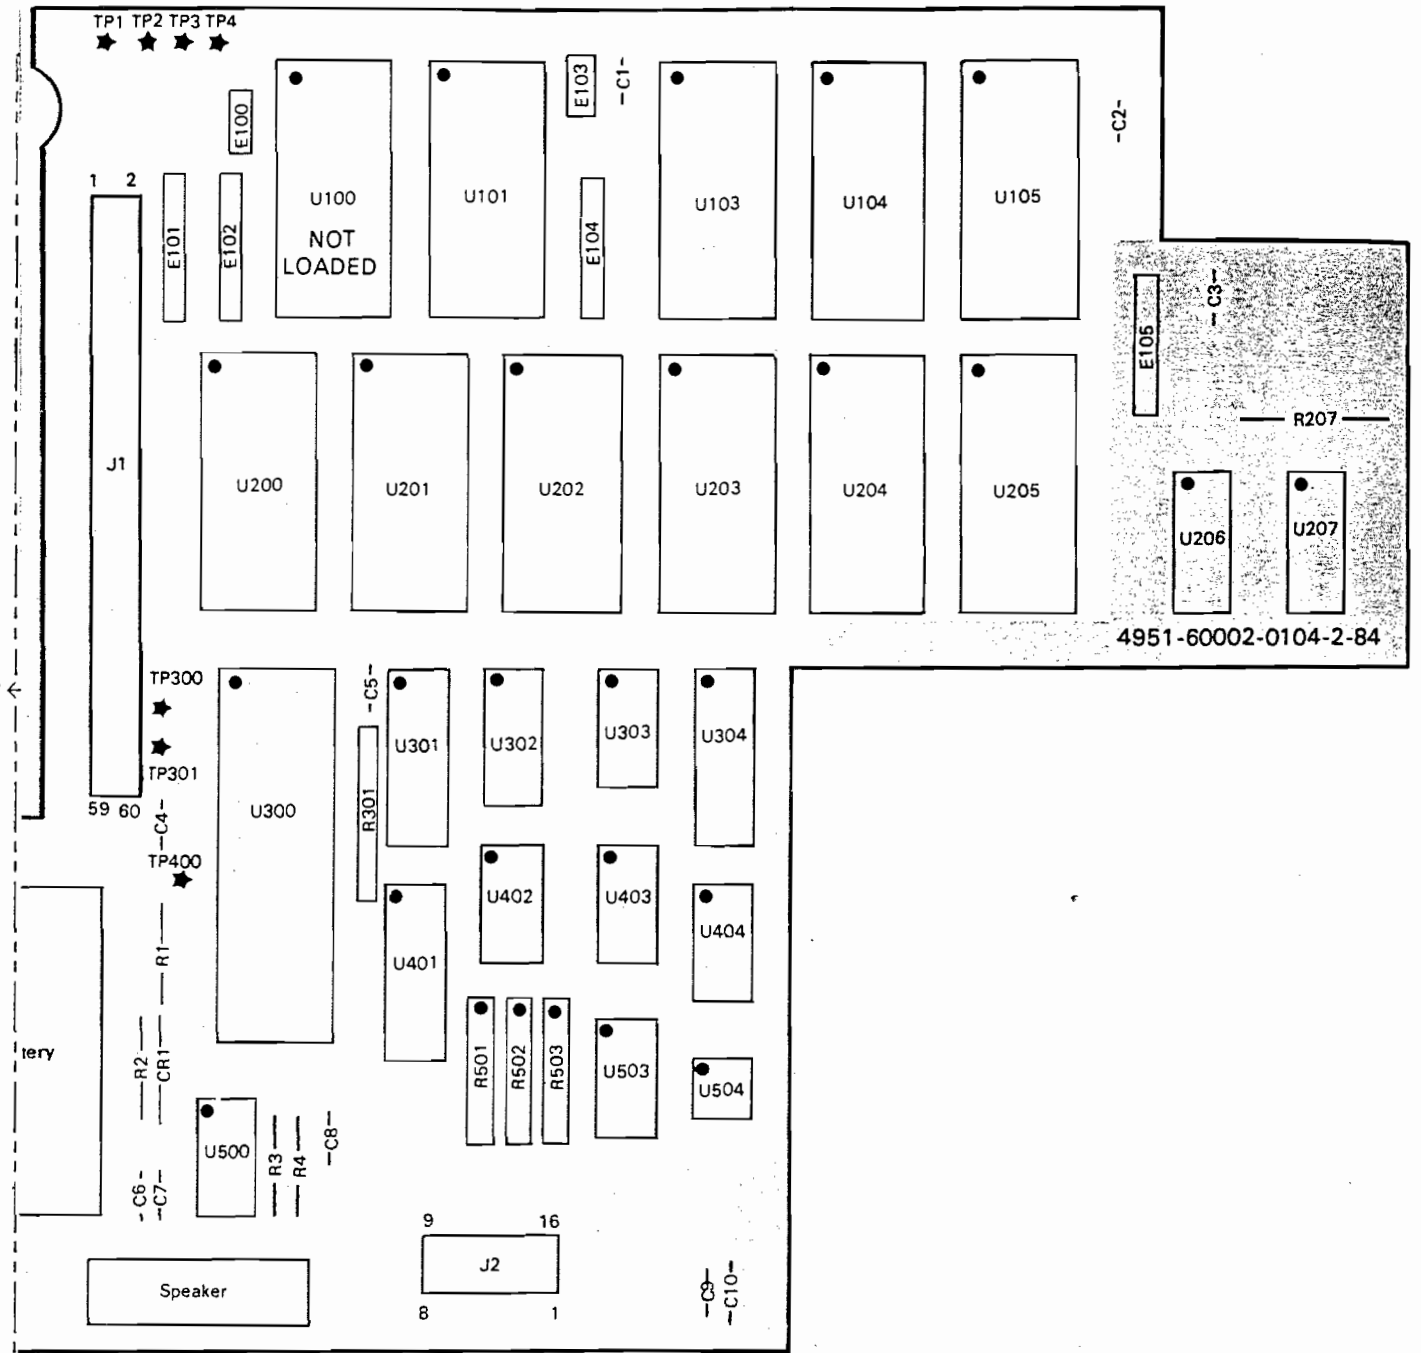 TP1 TP2 TP3 TP4
E100
E103
-C1-
-C2-
1 2
E101
E102
U100
NOT
LOADED
U101
E104
U103
U104
U105
E105
-C3-
R207
J1
U200
U201
U202
U203
U204
U205
U206
U207
4951-60002-0104-2-84
TP300
TP301
59 60
-C4-
TP400
U300
-C5-
R301
U301
U302
U303
U304
U401
U402
U403
U404
R1
R2
CR1
tery
R501
R502
R503
U503
U504
U500
R3
R4
-C8-
-C6-
-C7-
9 16
J2
8 1
Speaker
-C9-
-C10-